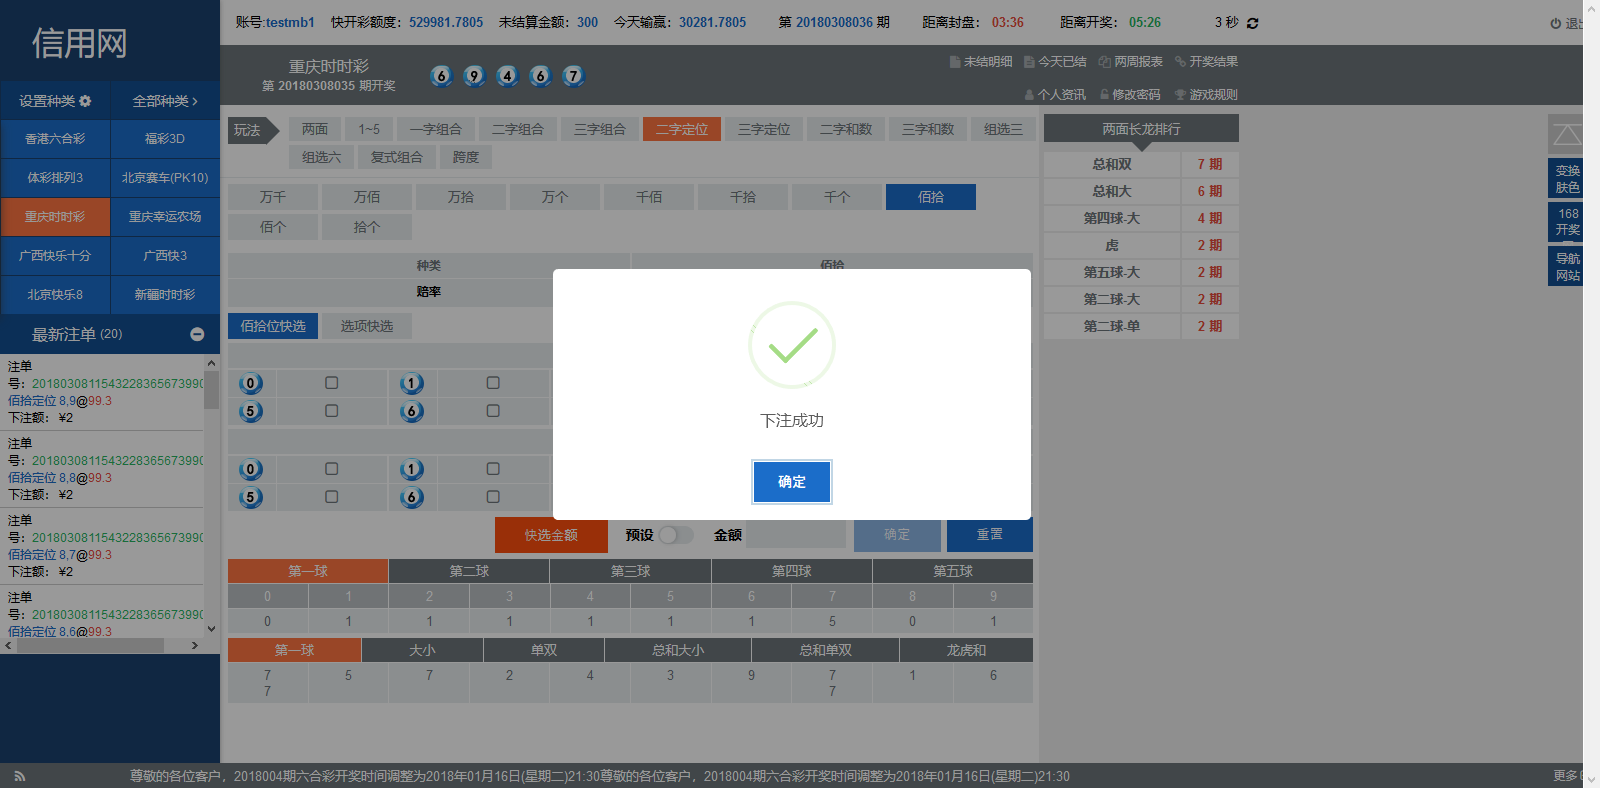 信用网
账号:testmb1 快开彩额度：529981.7805 未结算金额：300 今天输赢：30281.7805 第 20180308036 期 距离封盘： 03:36 距离开奖： 05:26 3 秒
重庆时时彩
第 20180308035 期开奖
6 9 4 6 7
未结明细 今天已结 两周报表 开奖结果
个人资讯 修改密码 游戏规则
设置种类 全部种类
香港六合彩 福彩3D
体彩排列3 北京赛车(PK10)
重庆时时彩 重庆幸运农场
广西快乐十分 广西快3
北京快乐8 新疆时时彩
最新注单 (20)
注单
号：2018030811543228365673990
佰拾定位 8,9@99.3
下注额： ¥2
注单
号：2018030811543228365673990
佰拾定位 8,8@99.3
下注额： ¥2
注单
号：2018030811543228365673990
佰拾定位 8,7@99.3
下注额： ¥2
注单
号：2018030811543228365673990
佰拾定位 8,6@99.3
玩法 两面 1~5 一字组合 二字组合 三字组合 二字定位 三字定位 二字和数 三字和数 组选三
组选六 复式组合 跨度
万千 万佰 万拾 万个 千佰 千拾 千个 佰拾
佰个 拾个
种类 佰拾
赔率
佰拾位快选 选项快选
0 1
5 6
0 1
5 6
下注成功
确定
快选金额 预设 金额 确定 重置
第一球 第二球 第三球 第四球 第五球
0 1 2 3 4 5 6 7 8 9
0 1 1 1 1 1 1 5 0 1
第一球 大小 单双 总和大小 总和单双 龙虎和
7 5 7 2 4 3 9 7 1 6
7 7
两面长龙排行
总和双 7 期
总和大 6 期
第四球-大 4 期
虎 2 期
第五球-大 2 期
第二球-大 2 期
第二球-单 2 期
变换
肤色
168
开奖
导航
网站
尊敬的各位客户，2018004期六合彩开奖时间调整为2018年01月16日(星期二)21:30尊敬的各位客户，2018004期六合彩开奖时间调整为2018年01月16日(星期二)21:30
更多